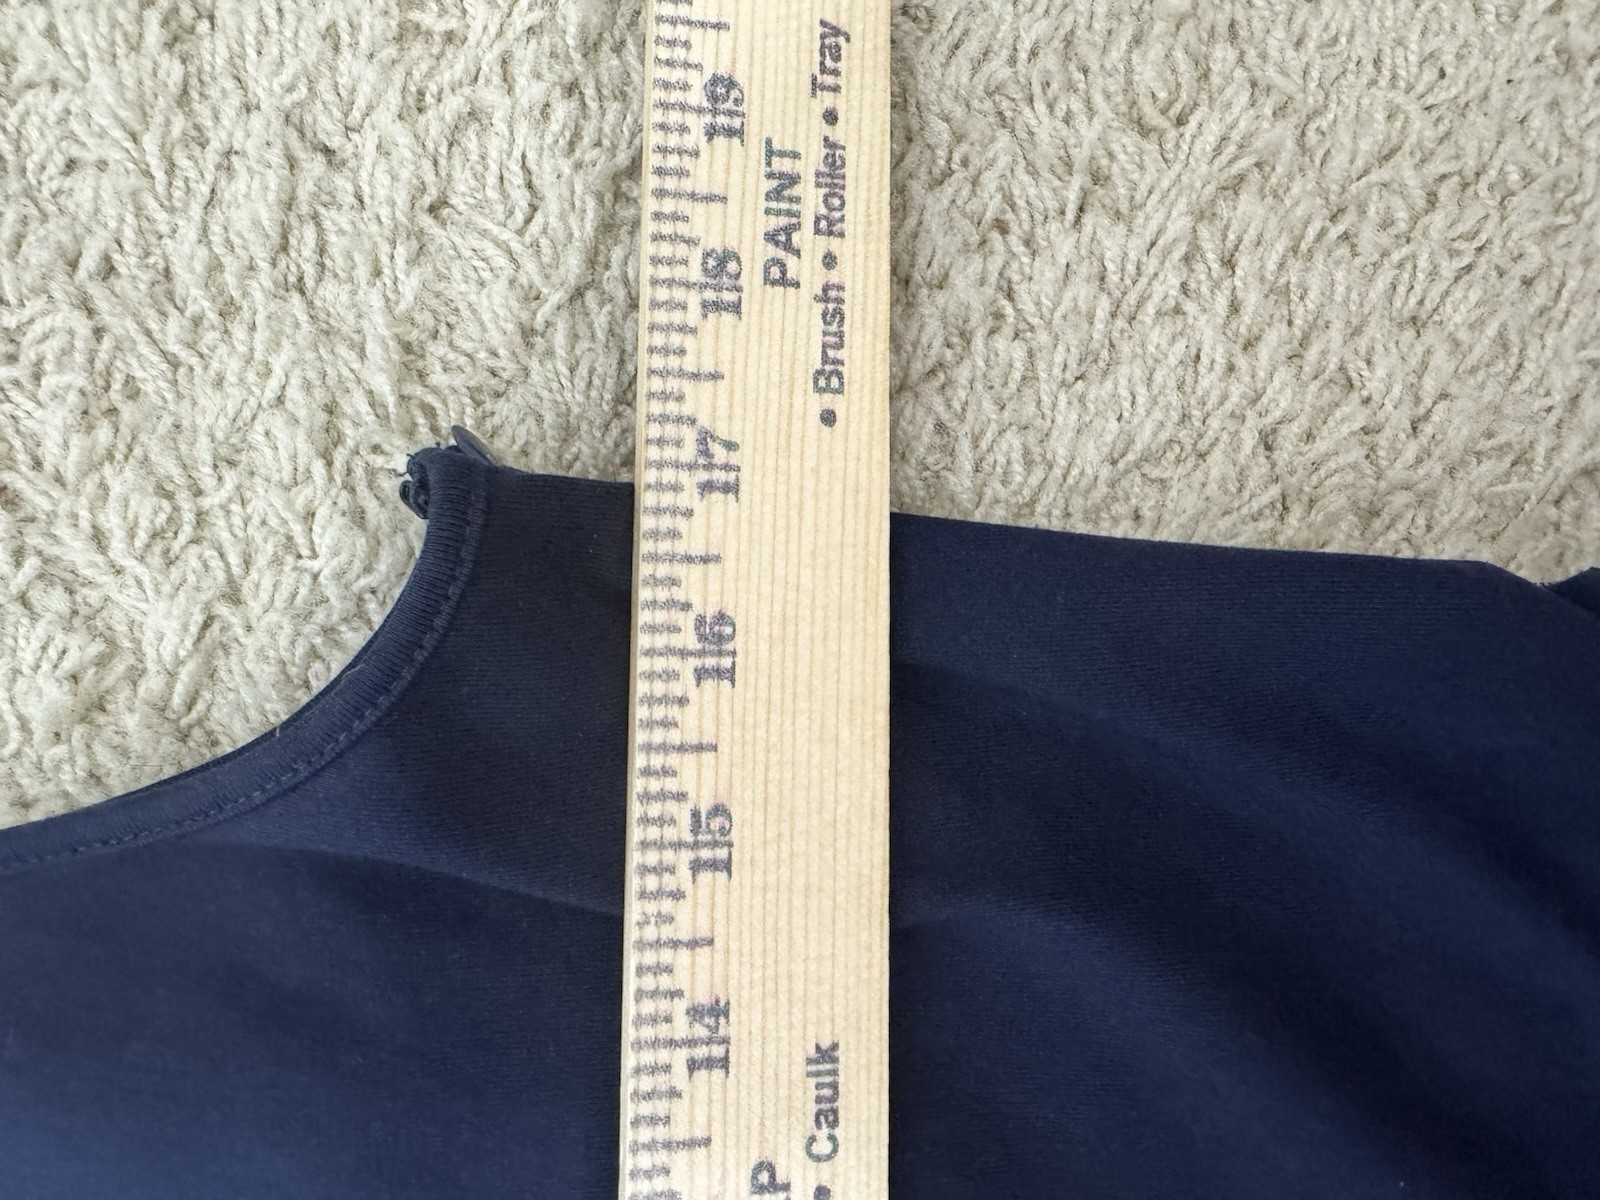 19
18
17
16
15
14
PAINT
• Brush • Roller • Tray
• Caulk